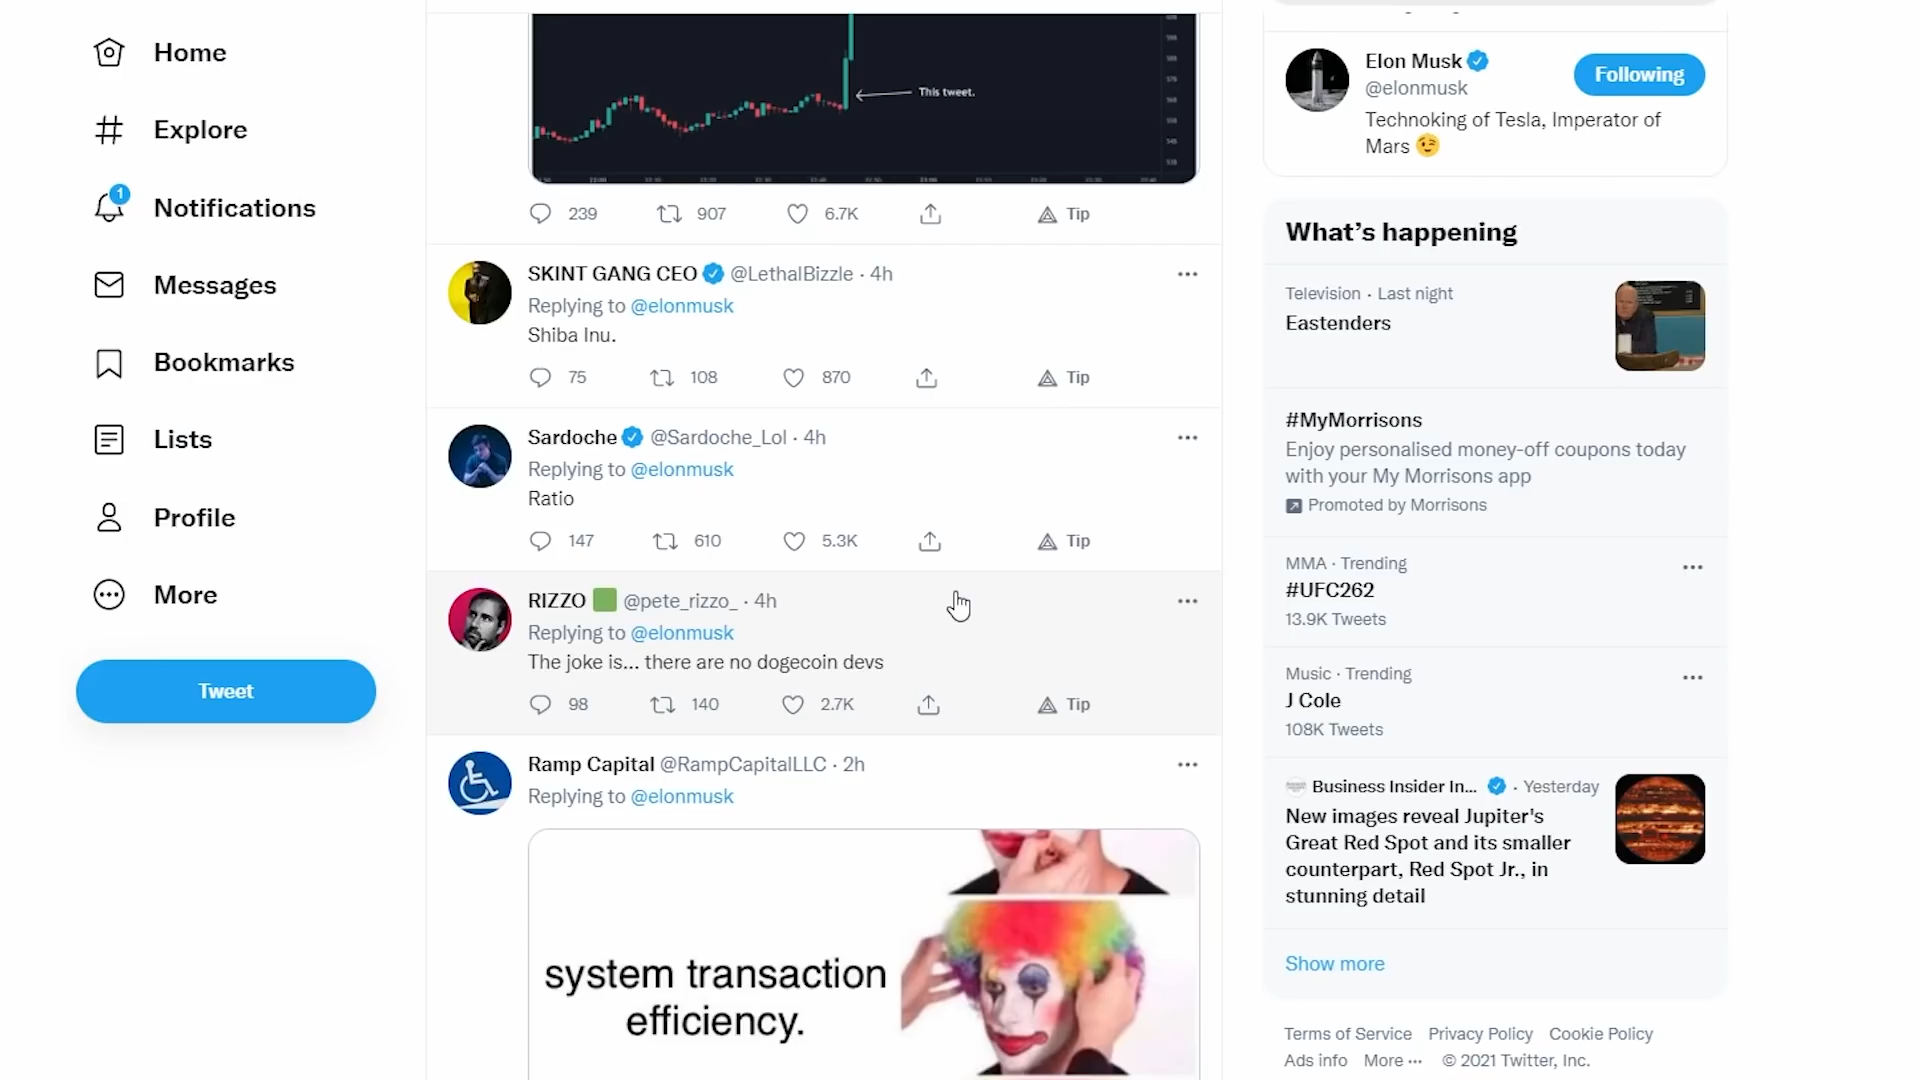 Home
Explore
1
Notifications
Messages
Bookmarks
Lists
Profile
More
Tweet
This tweet.
239 907 6.7K Tip
SKINT GANG CEO @LethalBizzle · 4h
Replying to @elonmusk
Shiba Inu.
75 108 870 Tip
Sardoche @Sardoche_Lol · 4h
Replying to @elonmusk
Ratio
147 610 5.3K Tip
RIZZO @pete_rizzo_ · 4h
Replying to @elonmusk
The joke is... there are no dogecoin devs
98 140 2.7K Tip
Ramp Capital @RampCapitalLLC · 2h
Replying to @elonmusk
system transaction
efficiency.
Elon Musk
@elonmusk
Following
Technoking of Tesla, Imperator of
Mars 😉
What's happening
Television · Last night
Eastenders
#MyMorrisons
Enjoy personalised money-off coupons today
with your My Morrisons app
Promoted by Morrisons
MMA · Trending
#UFC262
13.9K Tweets
Music · Trending
J Cole
108K Tweets
Business Insider In... · Yesterday
New images reveal Jupiter's
Great Red Spot and its smaller
counterpart, Red Spot Jr., in
stunning detail
Show more
Terms of Service Privacy Policy Cookie Policy
Ads info More ··· © 2021 Twitter, Inc.